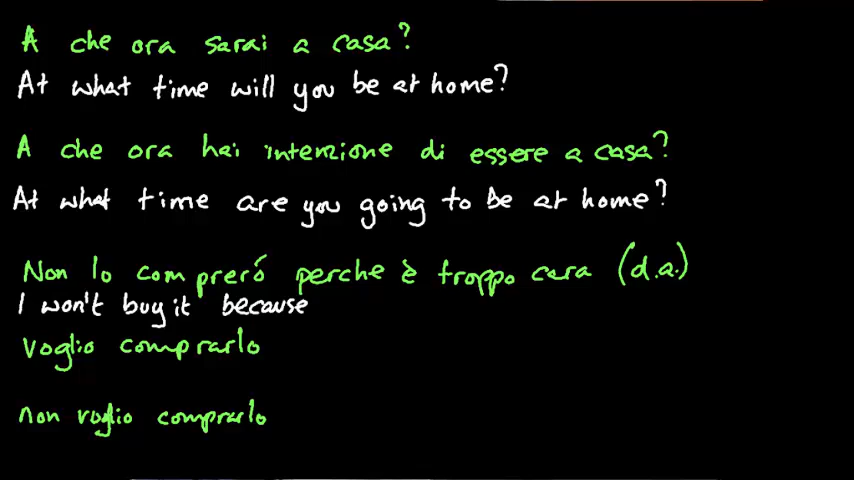 A che ora sarai a casa?
At what time will you be at home?
A che ora hai intenzione di essere a casa?
At what time are you going to be at home?
Non lo compreró perche è troppo cara (d.a.)
I won't buy it because
voglio comprarlo
non voglio comprarlo